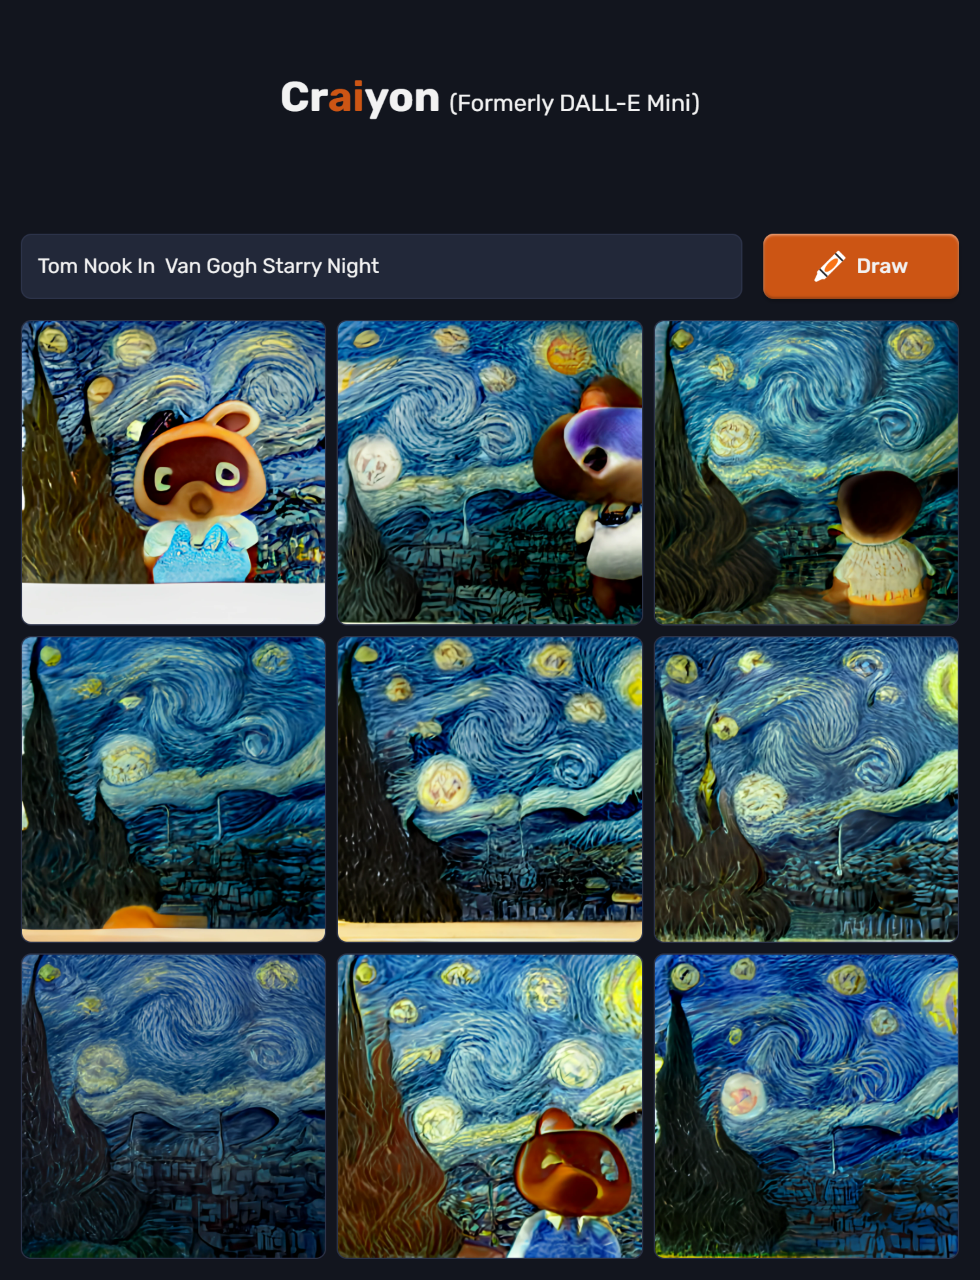 Craiyon (Formerly DALL-E Mini)
Tom Nook In  Van Gogh Starry Night
Draw